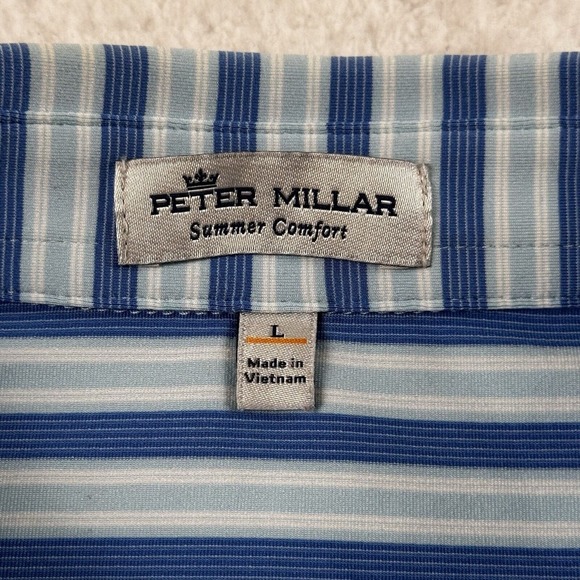 PETER MILLAR
Summer Comfort
L
Made in
Vietnam